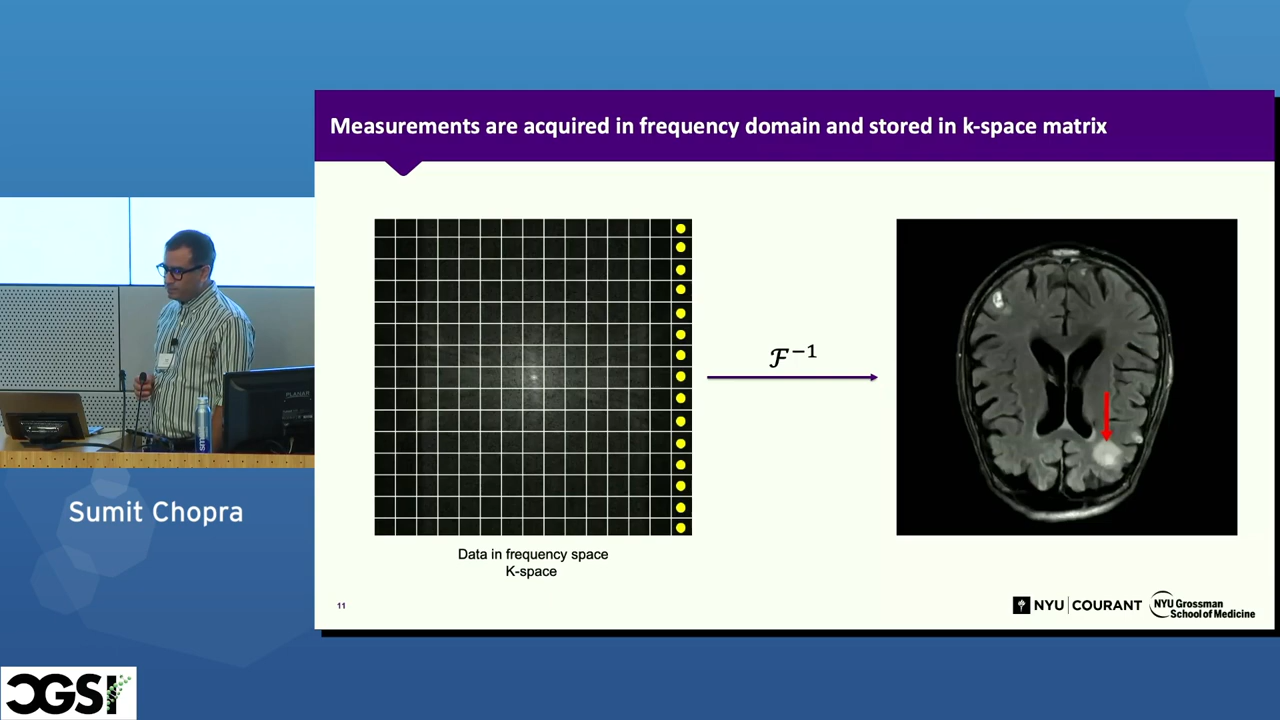 Measurements are acquired in frequency domain and stored in k-space matrix
ℱ⁻¹
Data in frequency space
K-space
11
NYU | COURANT
NYU Grossman
School of Medicine
PLANAR
Sumit Chopra
CGSI